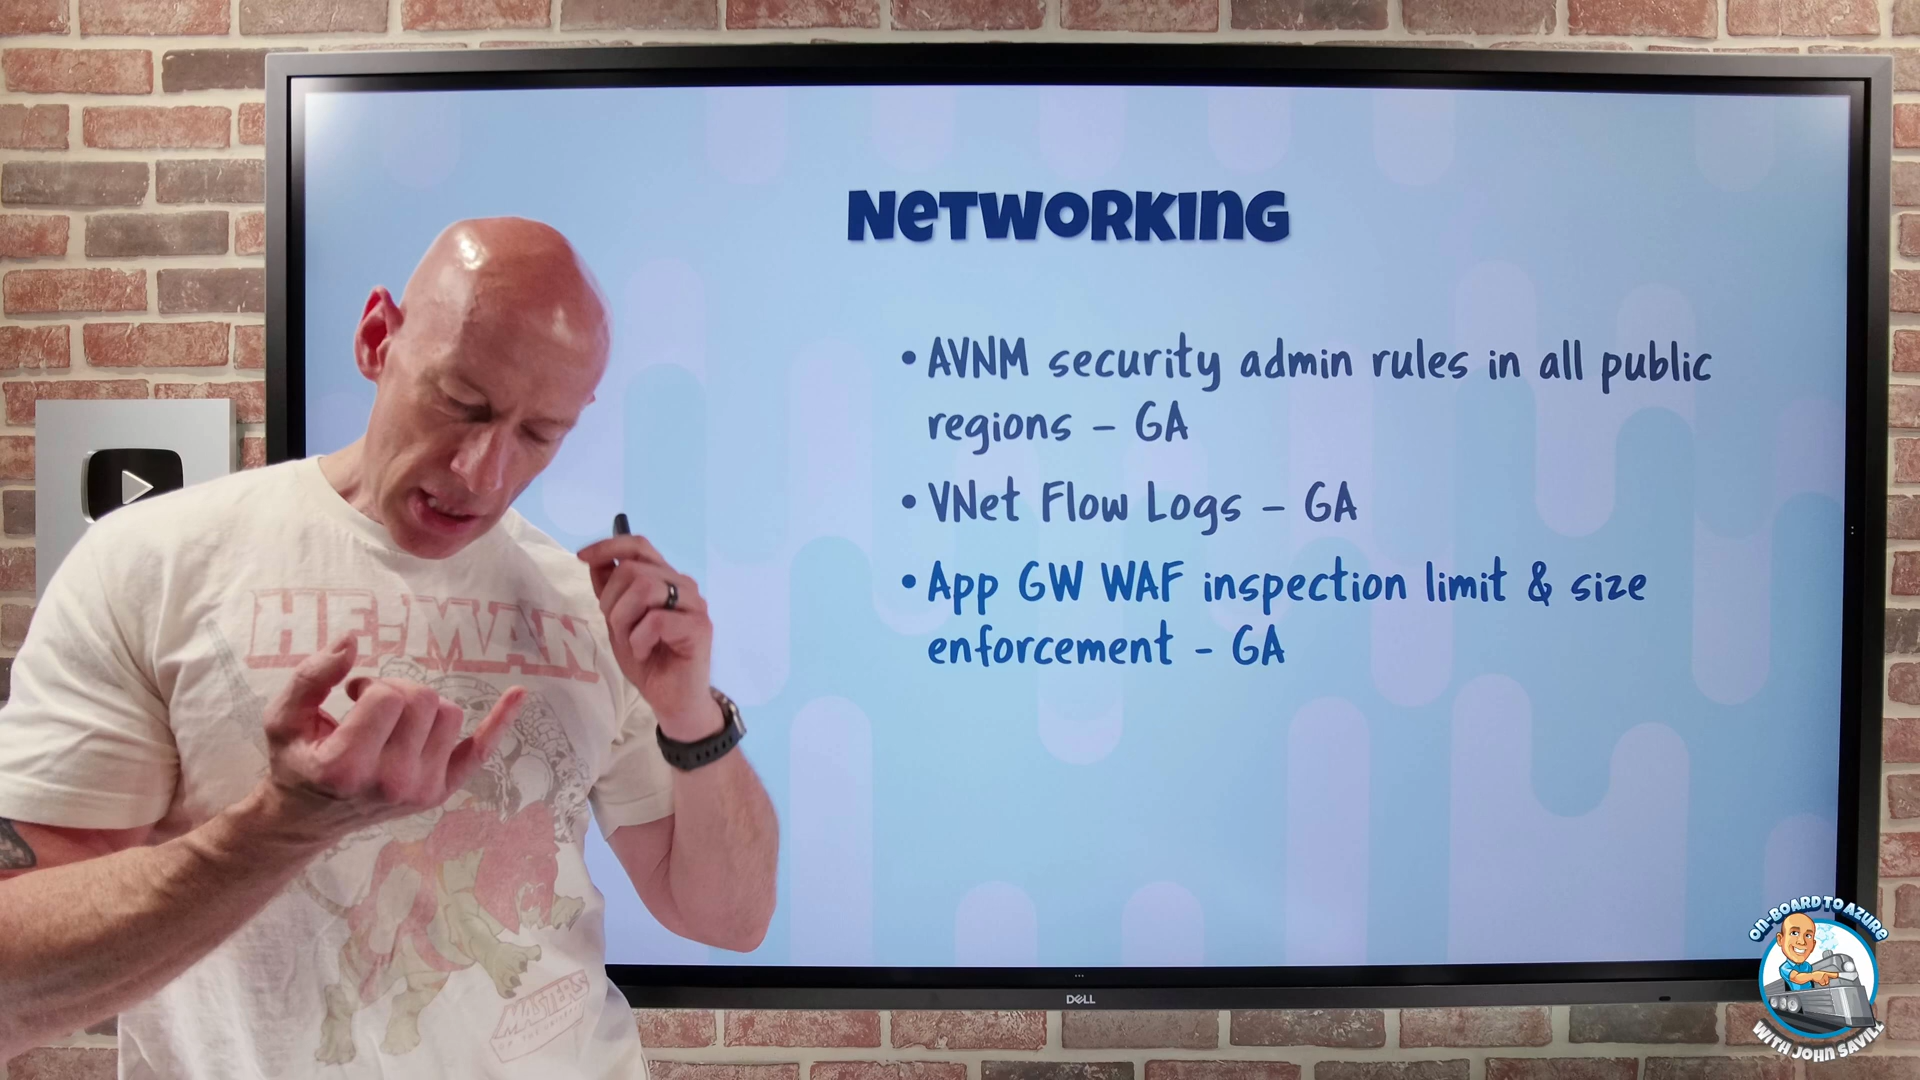 NETWORKING
• AVNM security admin rules in all public
regions – GA
• VNet Flow Logs – GA
• App GW WAF inspection limit & size
enforcement - GA
HE-MAN
MASTERS
DELL
ON-BOARD TO AZURE
WITH JOHN SAVILL